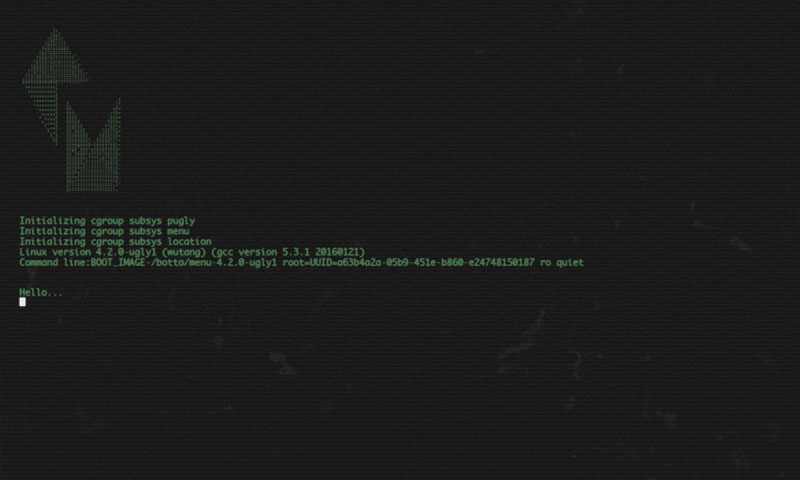 Initializing cgroup subsys pugly
Initializing cgroup subsys menu
Initializing cgroup subsys location
Linux version 4.2.0-ugly1 (wutang) (gcc version 5.3.1 20160121)
Command line:BOOT_IMAGE-/botto/menu-4.2.0-ugly1 root=UUID=a63b4a2a-05b9-451e-b860-e24748150187 ro quiet
Hello...